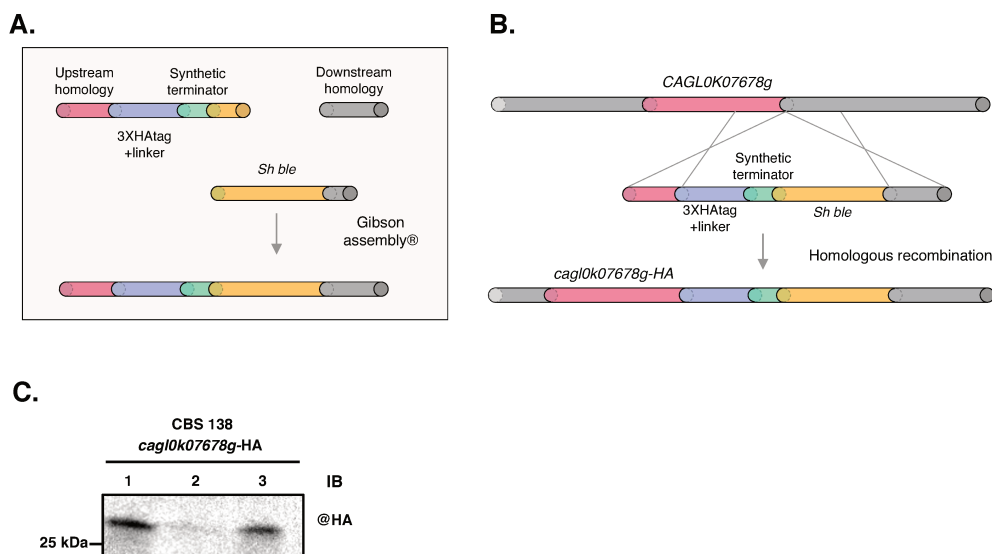 A.
Upstream
homology
Synthetic
terminator
Downstream
homology
3XHAtag
+linker
Sh ble
Gibson
assembly®
B.
CAGL0K07678g
Synthetic
terminator
3XHAtag
+linker
Sh ble
Homologous recombination
cagl0k07678g-HA
C.
CBS 138
cagl0k07678g-HA
1 2 3 IB
@HA
25 kDa